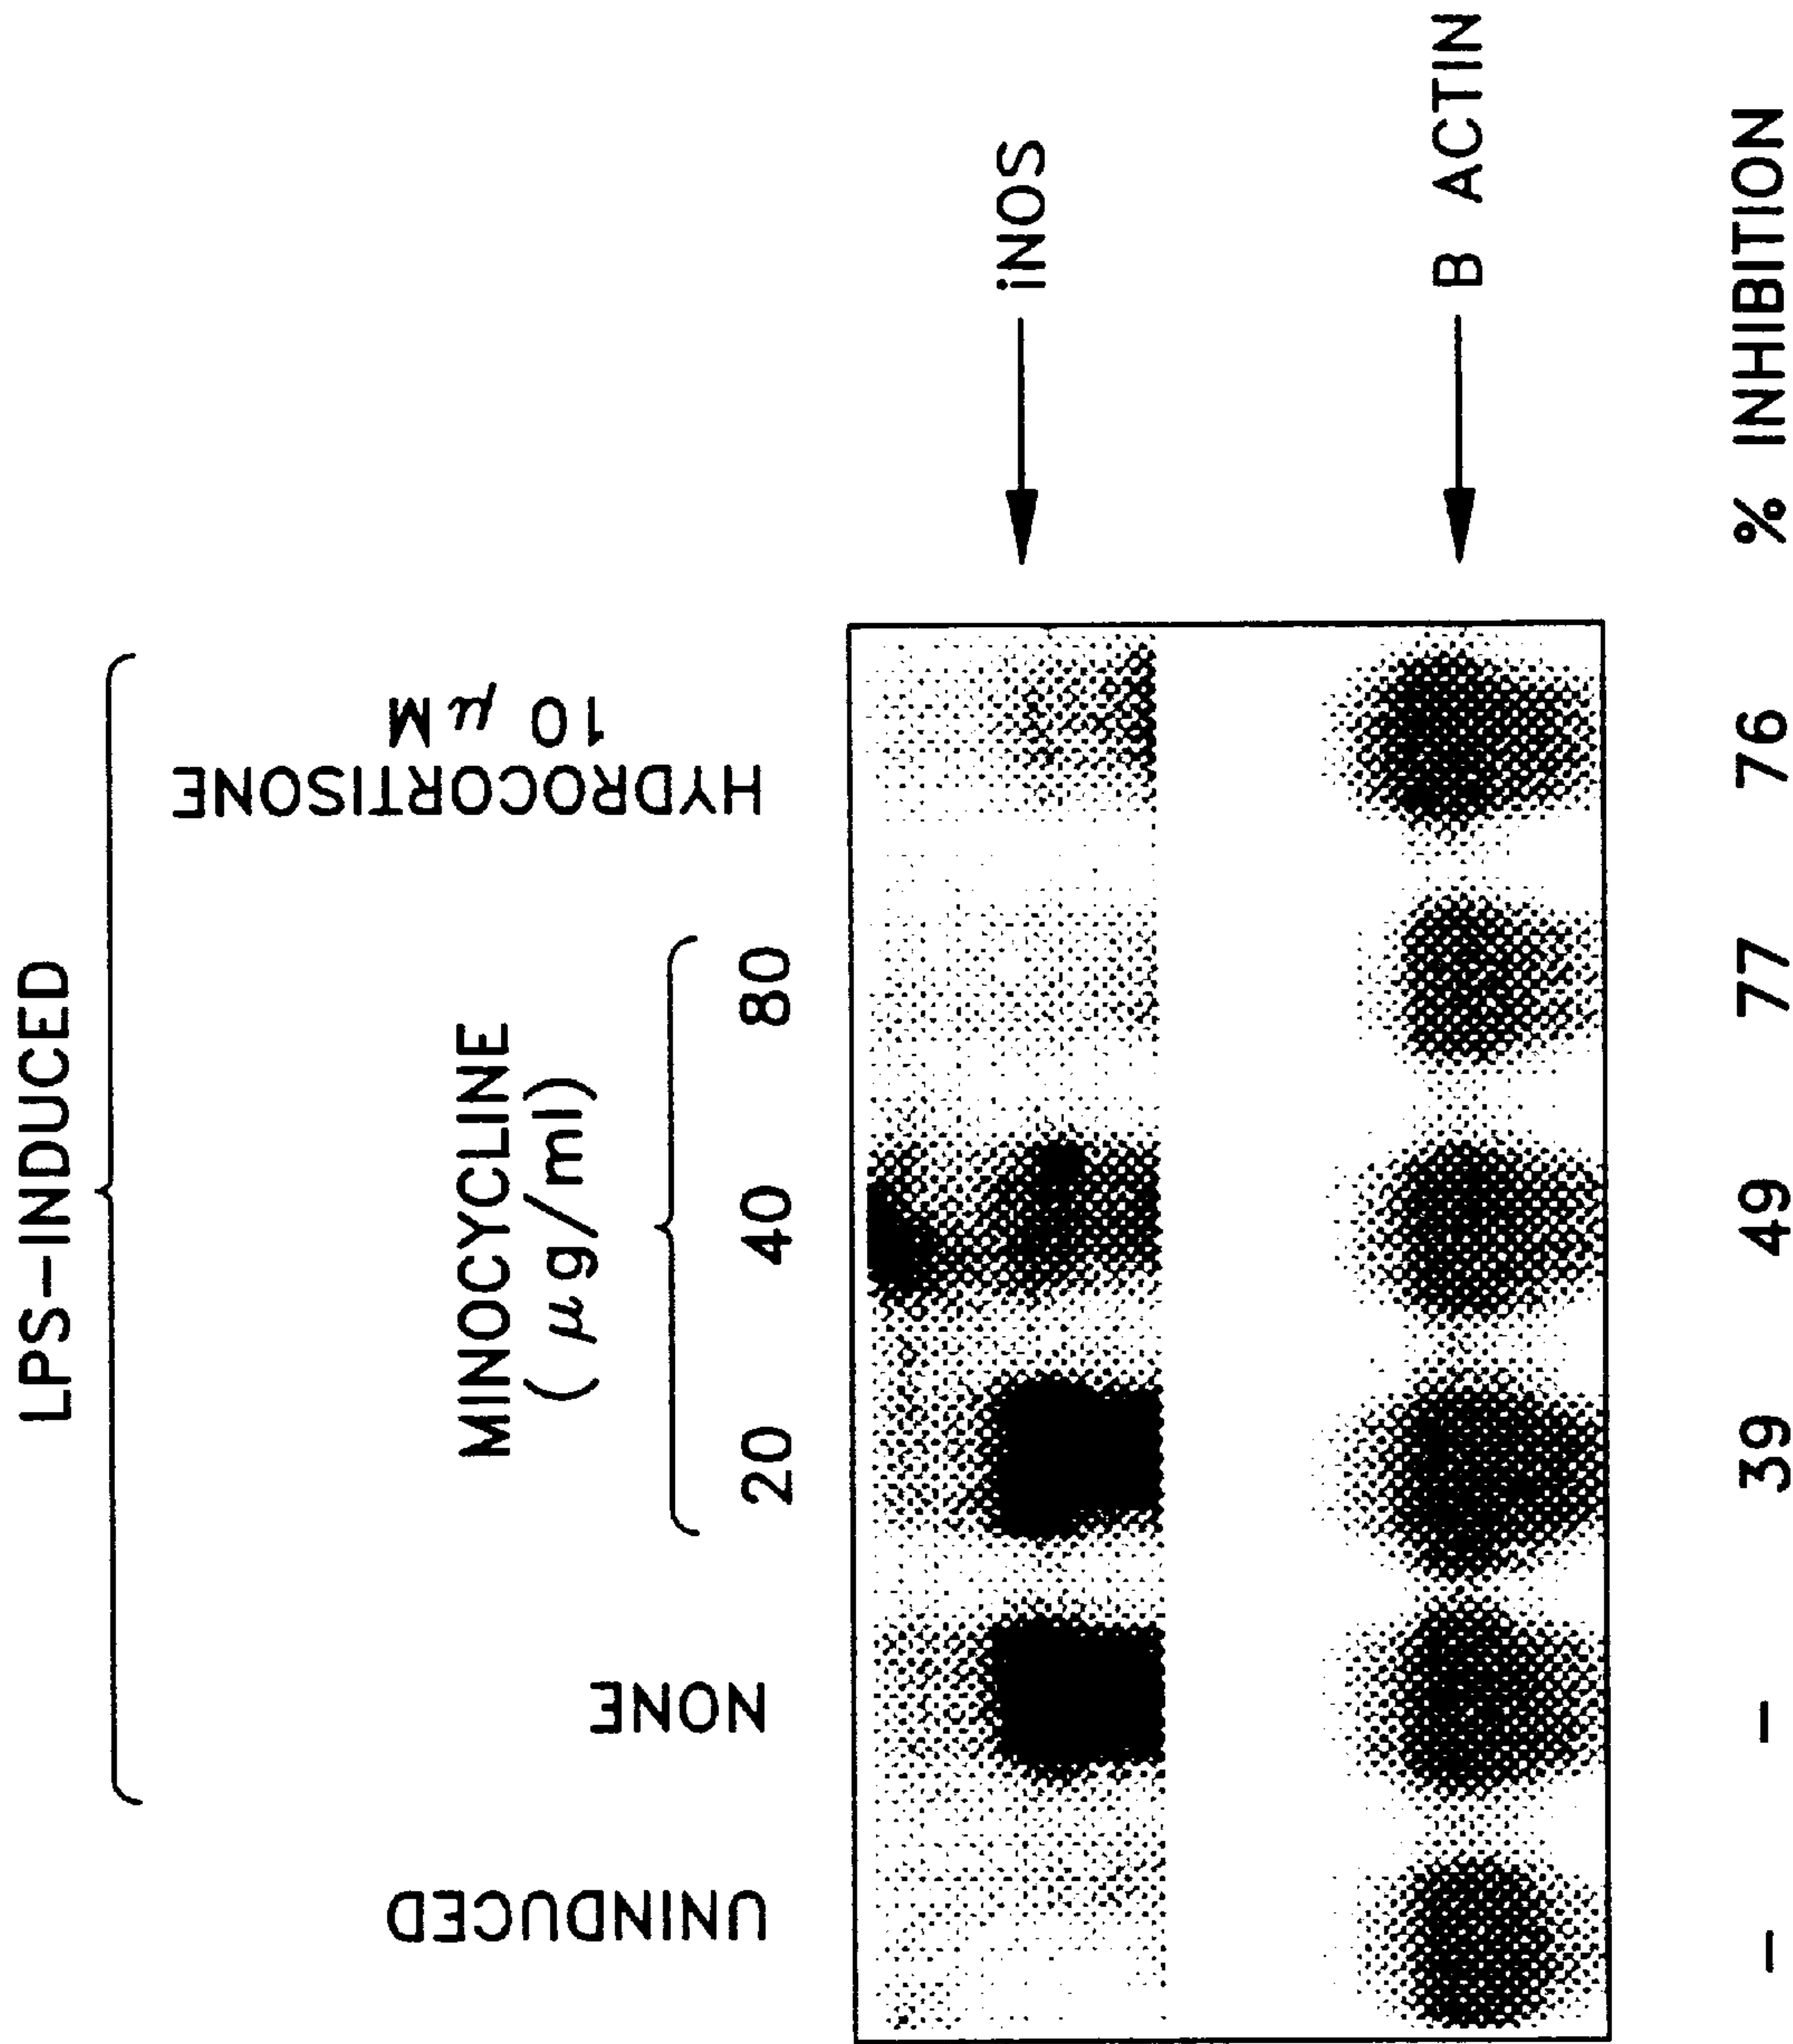 LPS-INDUCED
MINOCYCLINE
( μg/ml)
UNINDUCED
NONE
20 40 80
HYDROCORTISONE
10 μM
iNOS
B ACTIN
- - 39 49 77 76 % INHIBITION